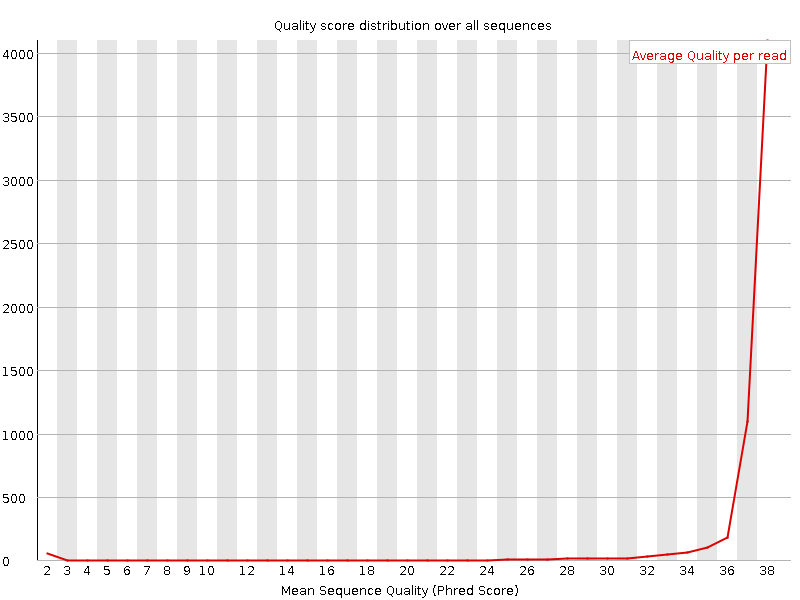 Quality score distribution over all sequences
Average Quality per read
4000
3500
3000
2500
2000
1500
1000
500
0
2 3 4 5 6 7 8 9 10 12 14 16 18 20 22 24 26 28 30 32 34 36 38
Mean Sequence Quality (Phred Score)